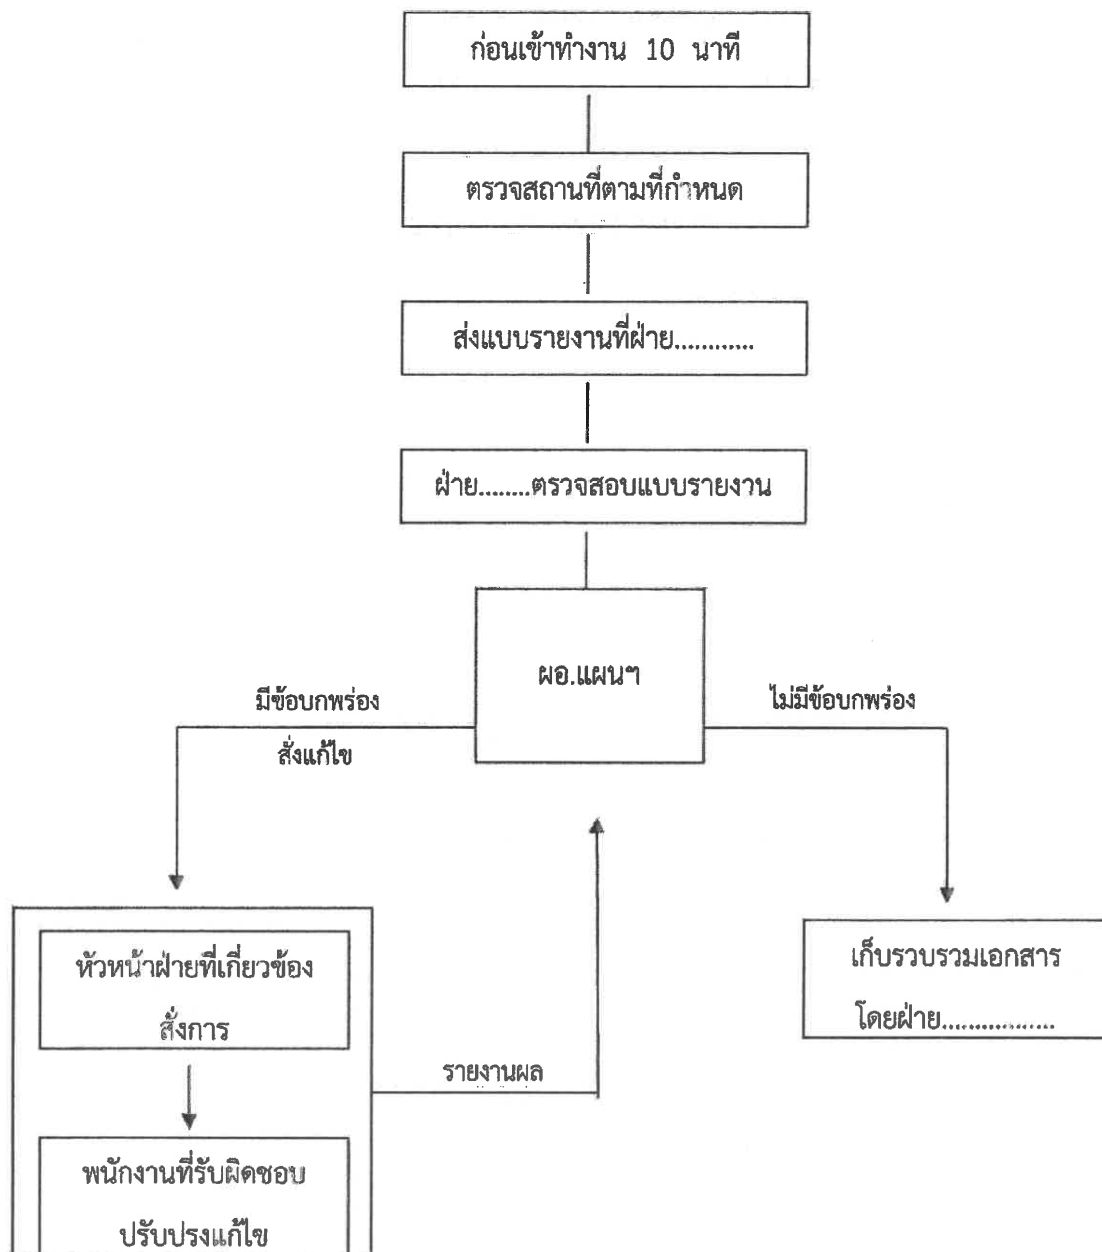 ก่อนเข้าทำงาน 10 นาที
ตรวจสถานที่ตามที่กำหนด
ส่งแบบรายงานที่ฝ่าย............
ฝ่าย........ตรวจสอบแบบรายงวน
ผอ.แผนฯ
มีข้อบกพร่อง
สั่งแก้ไข
ไม่มีข้อบกพร่อง
หัวหน้าฝ่ายที่เกี่ยวข้อง
สั่งการ
รายงานผล
เก็บรวบรวมเอกสาร
โดยฝ่าย.................
พนักงานที่รับผิดชอบ
ปรับปรงแก้ไข